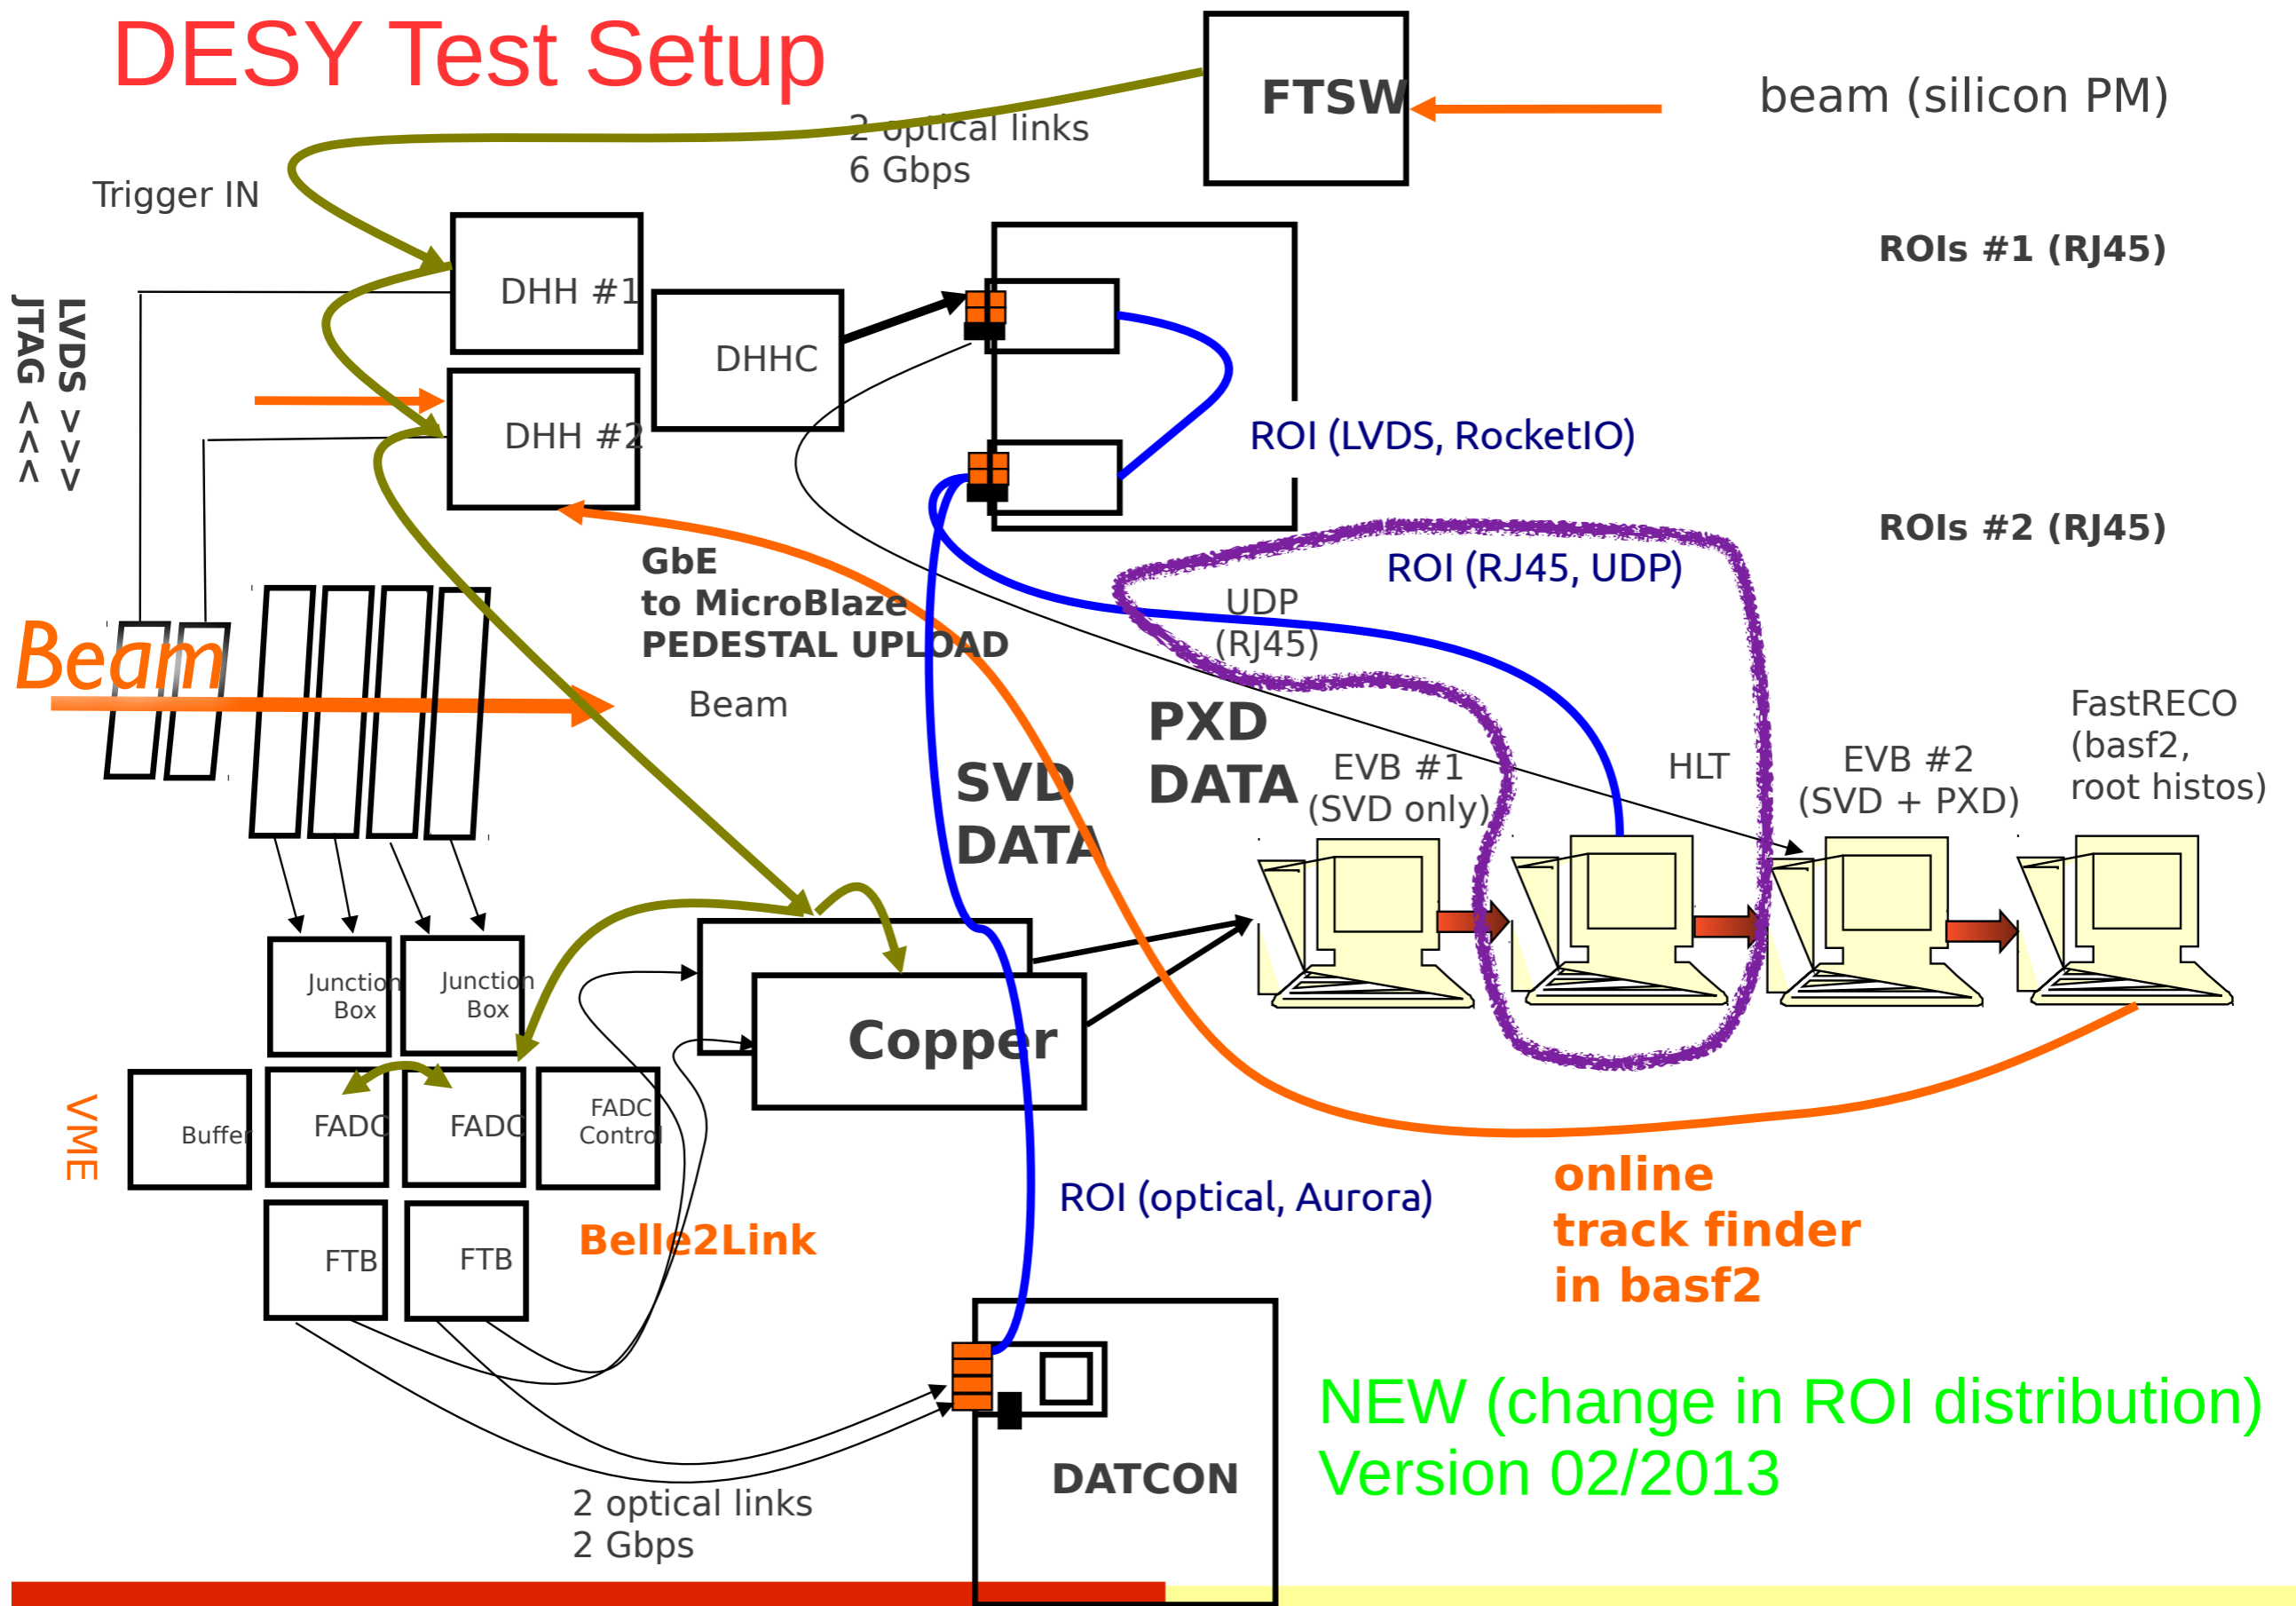 DESY Test Setup
FTSW
beam (silicon PM)
2 optical links
6 Gbps
Trigger IN
ROIs #1 (RJ45)
DHH #1
DHHC
LVDS >>>
JTAG <<<
DHH #2
ROI (LVDS, RocketIO)
ROIs #2 (RJ45)
GbE
to MicroBlaze
PEDESTAL UPLOAD
ROI (RJ45, UDP)
UDP
(RJ45)
Beam
Beam
PXD
DATA
SVD
DATA
EVB #1
(SVD only)
HLT
EVB #2
(SVD + PXD)
FastRECO
(basf2,
root histos)
Junction
Box
Junction
Box
Copper
VME
Buffer
FADC
FADC
FADC
Control
FTB
FTB
Belle2Link
ROI (optical, Aurora)
online
track finder
in basf2
NEW (change in ROI distribution)
Version 02/2013
DATCON
2 optical links
2 Gbps